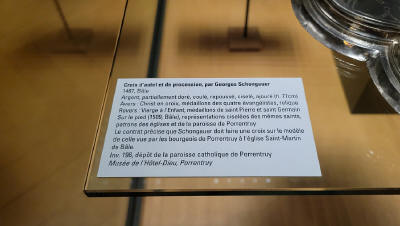 Croix d'autel et de procession, par Georges Schongauer
1487, Bâle
Argent, partiellement doré, coulé, repoussé, ciselé, ajouré (h. 77cm)
Avers : Christ en croix, médaillons des quatre évangélistes, relique
Revers : Vierge à l'Enfant, médaillons de saint Pierre et saint Germain
Sur le pied (1509, Bâle), représentations ciselées des mêmes saints,
patrons des églises et de la paroisse de Porrentruy
Le contrat précise que Schongauer doit faire une croix sur le modèle
de celle vue par les bourgeois de Porrentruy à l'église Saint-Martin
de Bâle.
Inv. 198, dépôt de la paroisse catholique de Porrentruy
Musée de l'Hôtel-Dieu, Porrentruy